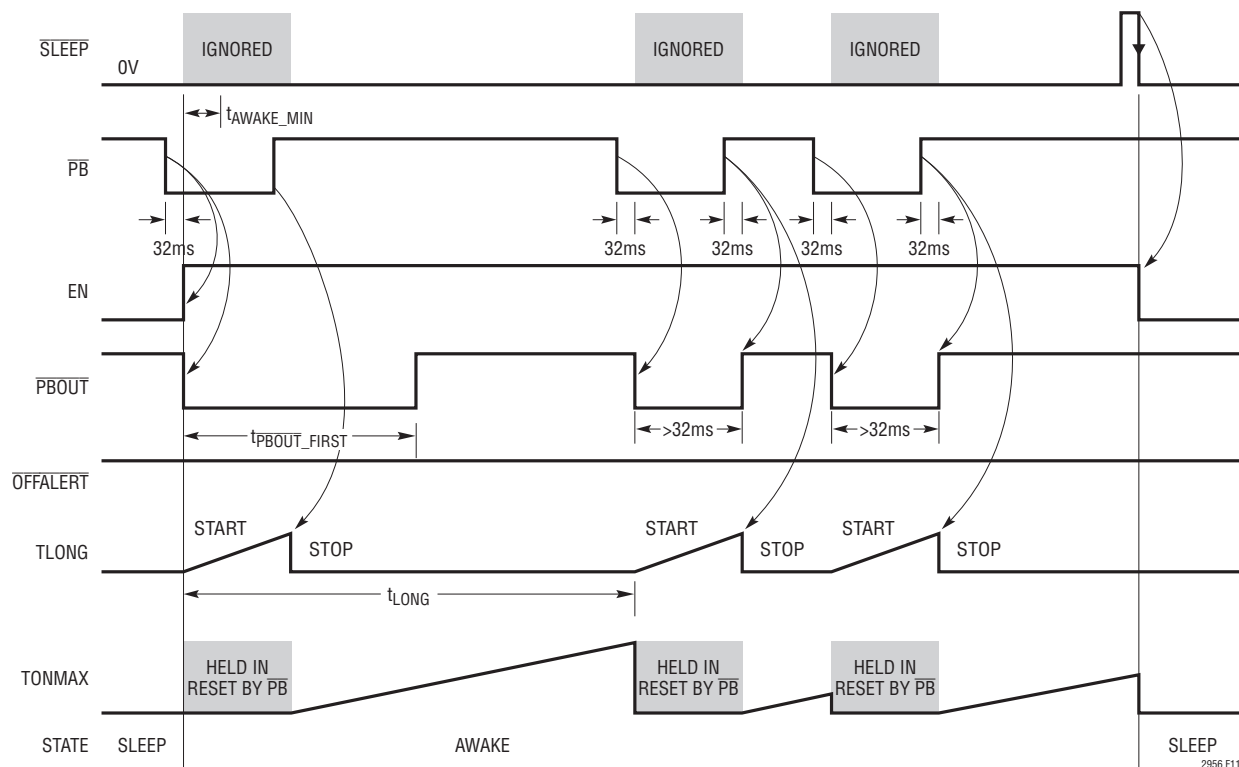 SLEEP
0V
IGNORED
IGNORED
IGNORED
tAWAKE_MIN
PB
32ms
32ms
32ms
32ms
32ms
EN
PBOUT
tPBOUT_FIRST
>32ms
>32ms
OFFALERT
TLONG
START
STOP
START
STOP
START
STOP
tLONG
TONMAX
HELD IN
RESET BY PB
HELD IN
RESET BY PB
HELD IN
RESET BY PB
STATE
SLEEP
AWAKE
SLEEP
2956 F11